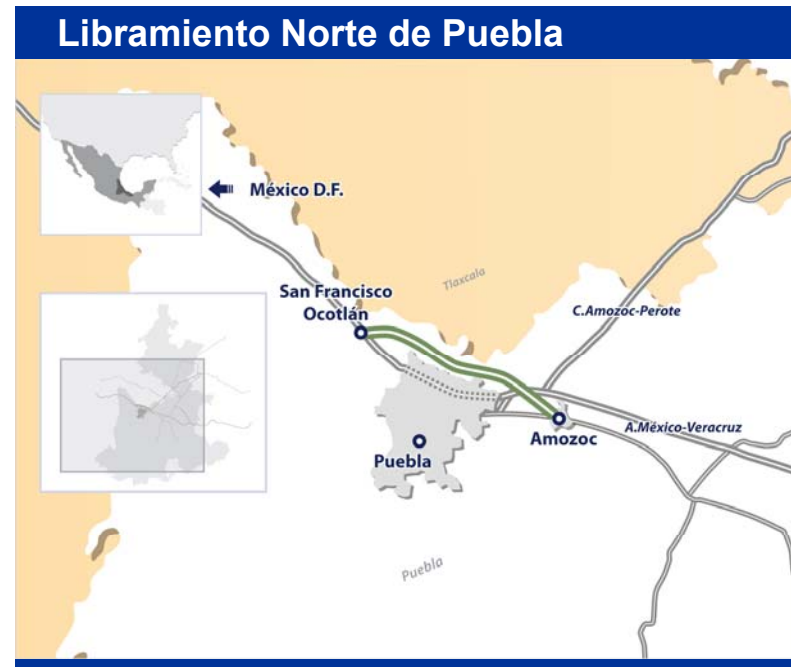 Libramiento Norte de Puebla
México D.F.
Tlaxcala
San Francisco
Ocotlán
C.Amozoc-Perote
A.México-Veracruz
Amozoc
Puebla
Puebla